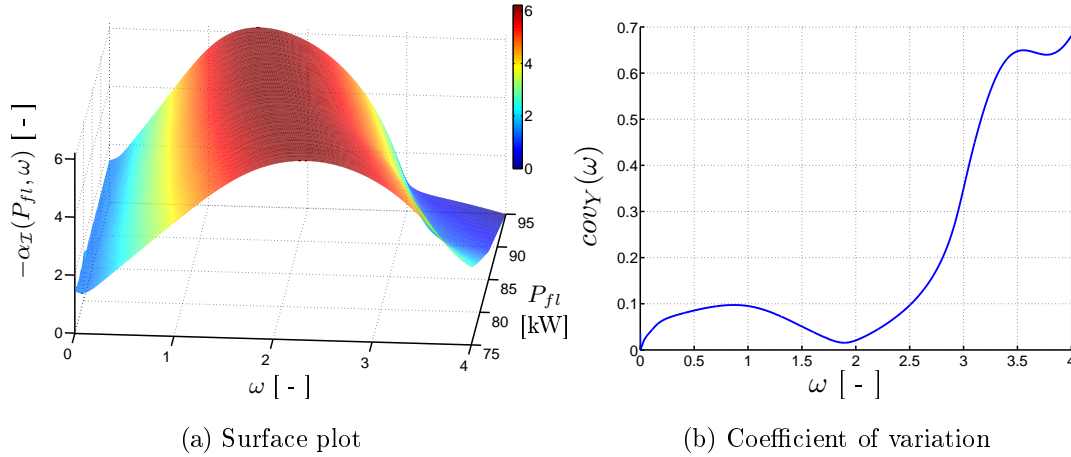 6
4
2
0
−α_I(P_fl, ω) [ - ]
6
4
2
0
0
1
2
3
4
ω [ - ]
95
90
85
80
75
P_fl
[kW]
(a) Surface plot
0.7
0.6
0.5
0.4
0.3
0.2
0.1
0
cov_Y(ω)
0 0.5 1 1.5 2 2.5 3 3.5 4
ω [ - ]
(b) Coefficient of variation